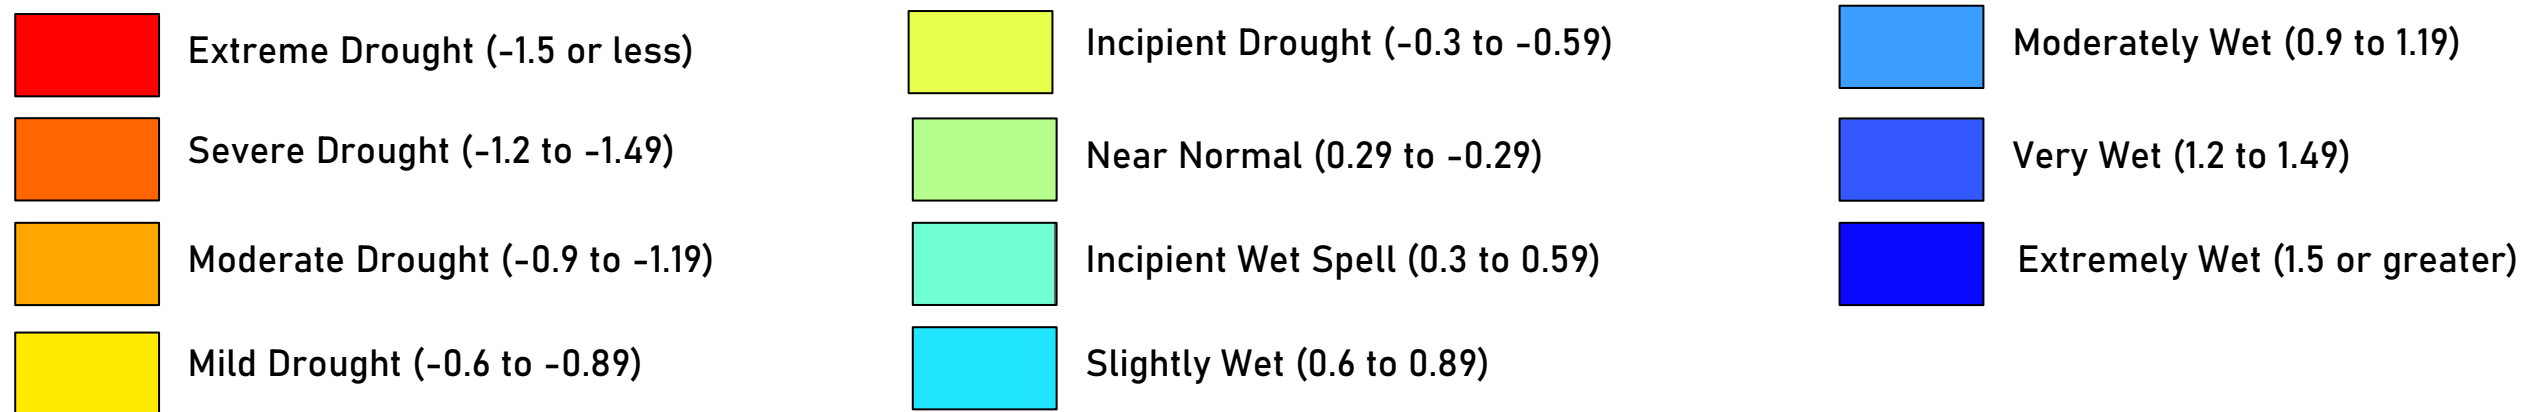 Extreme Drought (-1.5 or less)
Severe Drought (-1.2 to -1.49)
Moderate Drought (-0.9 to -1.19)
Mild Drought (-0.6 to -0.89)
Incipient Drought (-0.3 to -0.59)
Near Normal (0.29 to -0.29)
Incipient Wet Spell (0.3 to 0.59)
Slightly Wet (0.6 to 0.89)
Moderately Wet (0.9 to 1.19)
Very Wet (1.2 to 1.49)
Extremely Wet (1.5 or greater)